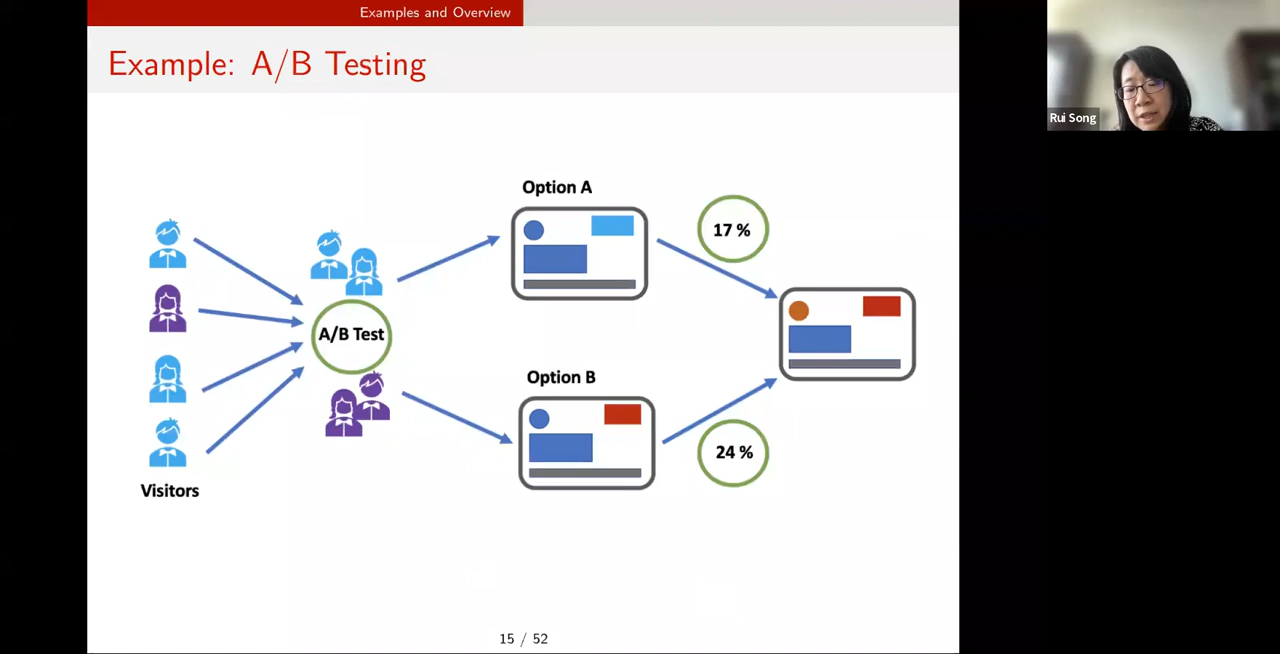 Examples and Overview
Example: A/B Testing
Rui Song
Option A
17 %
A/B Test
Option B
24 %
Visitors
15 / 52